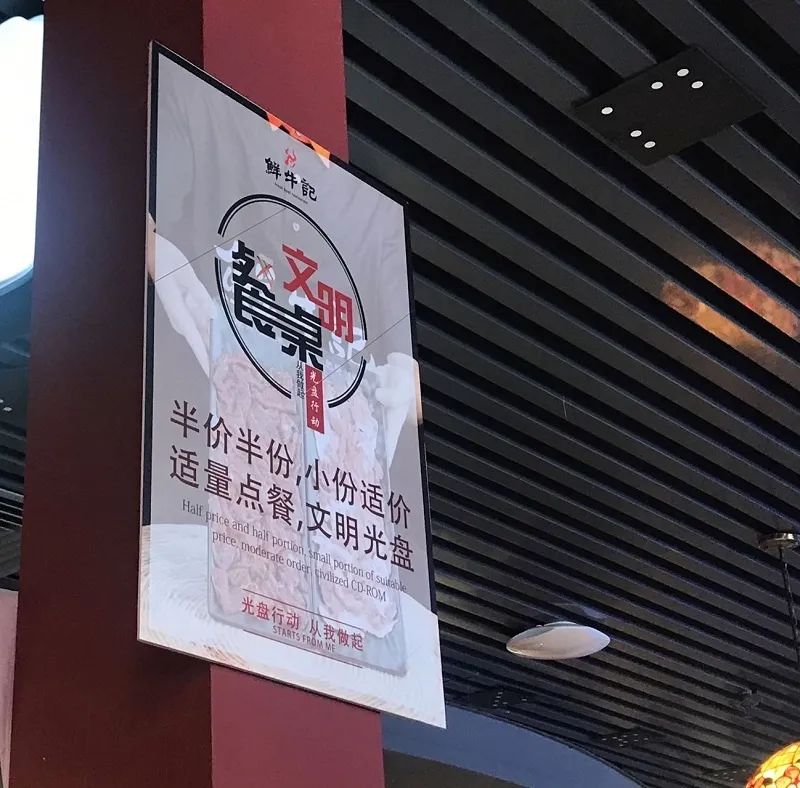 鲜牛記
文明
餐桌
从我做起
光盘行动
半价半份,小份适价
适量点餐,文明光盘
Half price and half portion, small portion of suitable
price, moderate order, civilized CD-ROM
光盘行动 从我做起
STARTS FROM ME